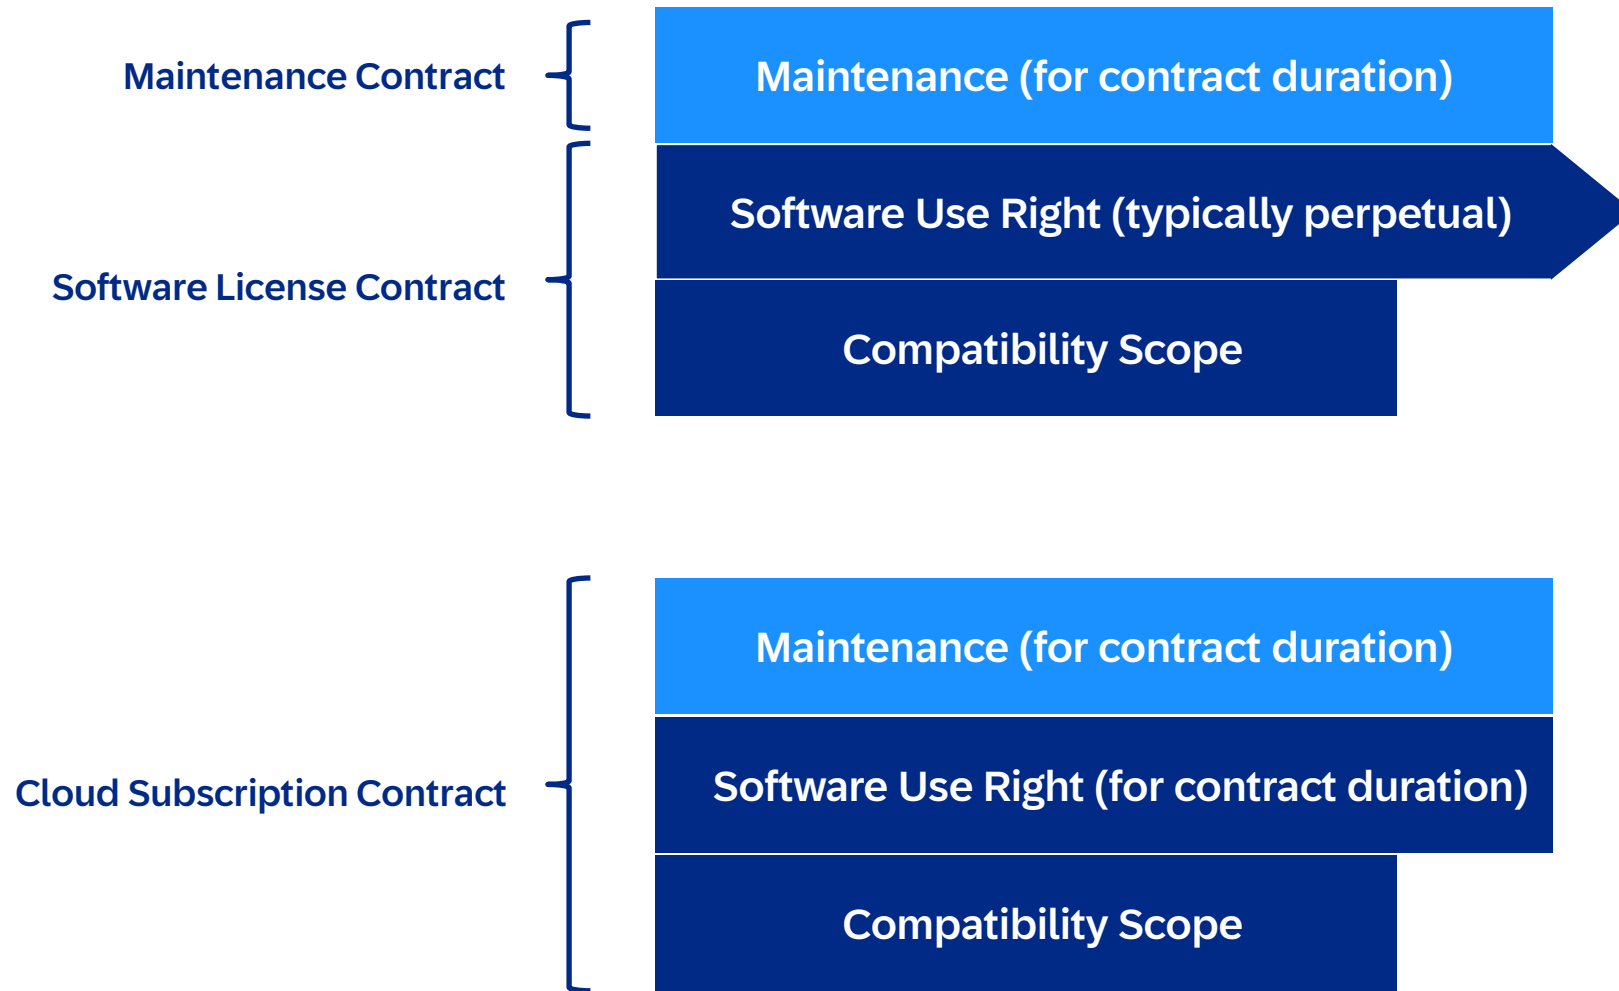 Maintenance Contract
Maintenance (for contract duration)
Software Use Right (typically perpetual)
Software License Contract
Compatibility Scope
Maintenance (for contract duration)
Software Use Right (for contract duration)
Cloud Subscription Contract
Compatibility Scope